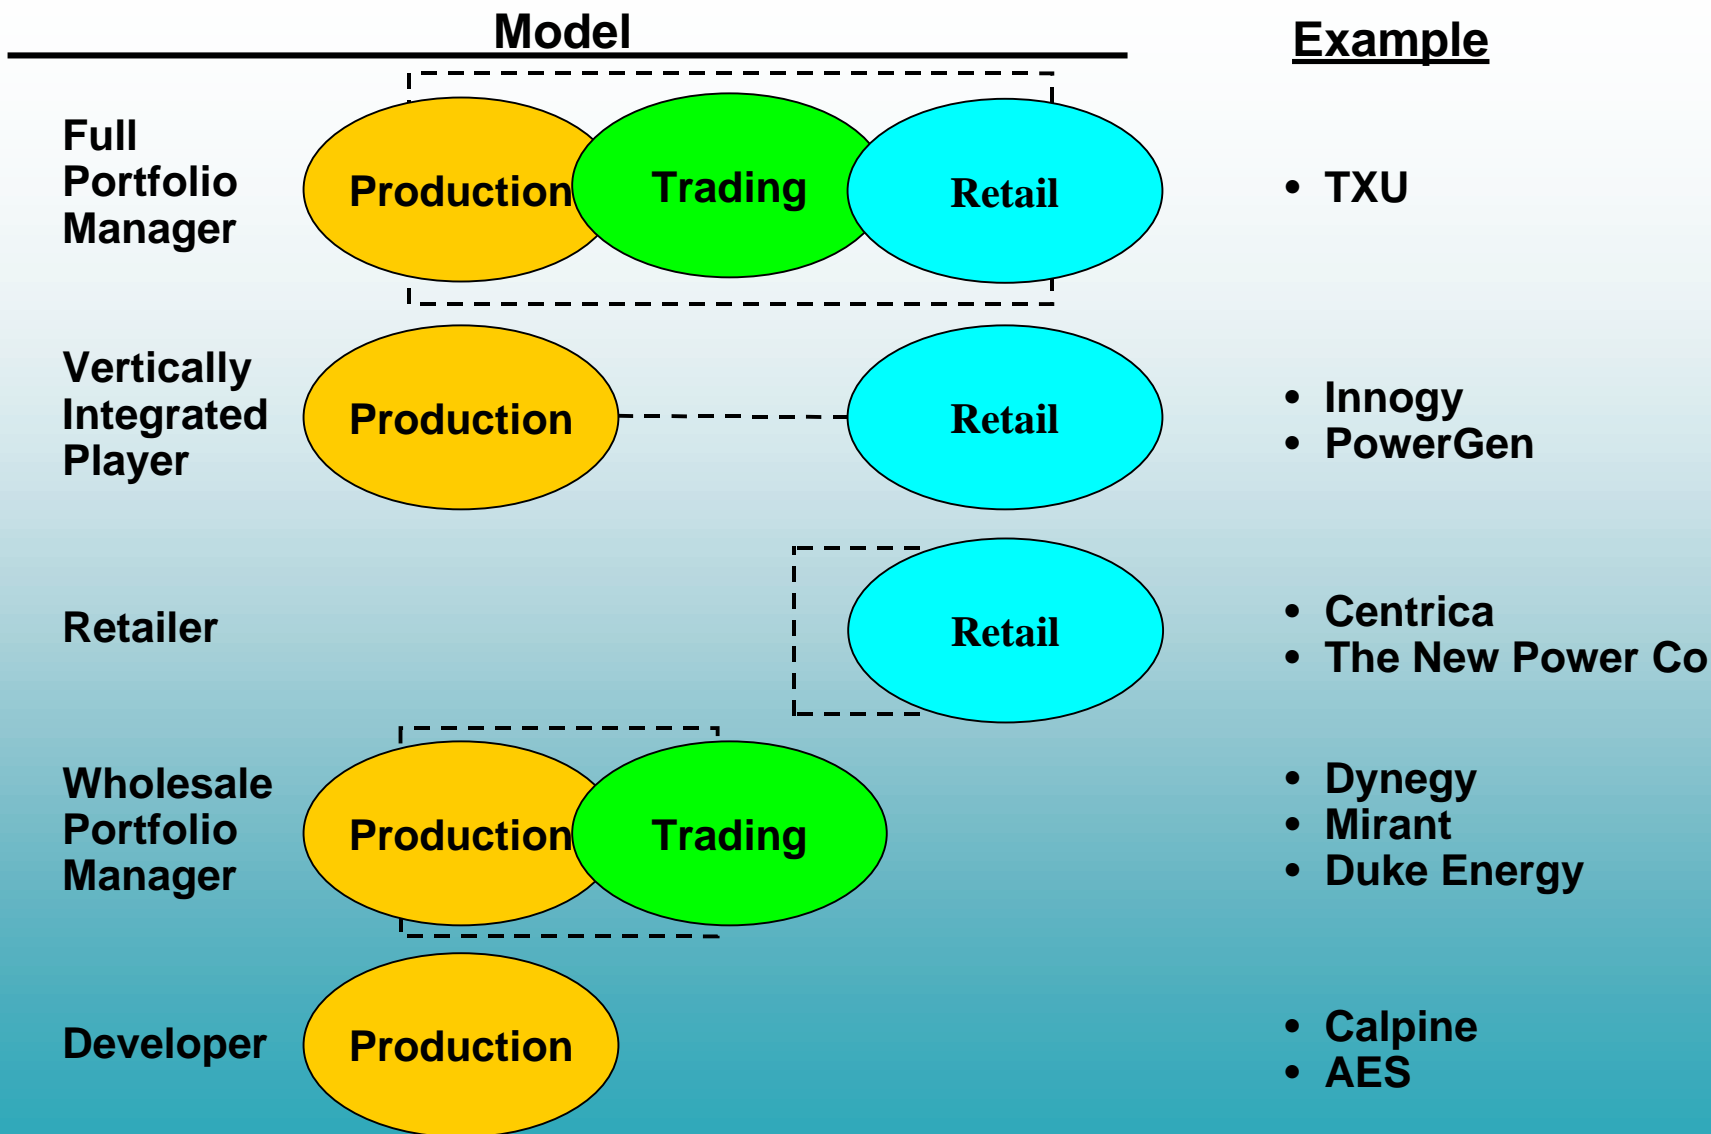 Model
Example
Full
Portfolio
Manager
Production
Trading
Retail
• TXU
Vertically
Integrated
Player
Production
Retail
• Innogy
• PowerGen
Retailer
Retail
• Centrica
• The New Power Co
Wholesale
Portfolio
Manager
Production
Trading
• Dynegy
• Mirant
• Duke Energy
Developer
Production
• Calpine
• AES